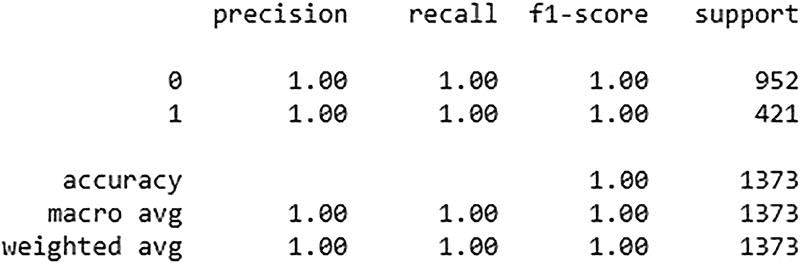 precision recall f1-score support
0 1.00 1.00 1.00 952
1 1.00 1.00 1.00 421
accuracy 1.00 1373
macro avg 1.00 1.00 1.00 1373
weighted avg 1.00 1.00 1.00 1373